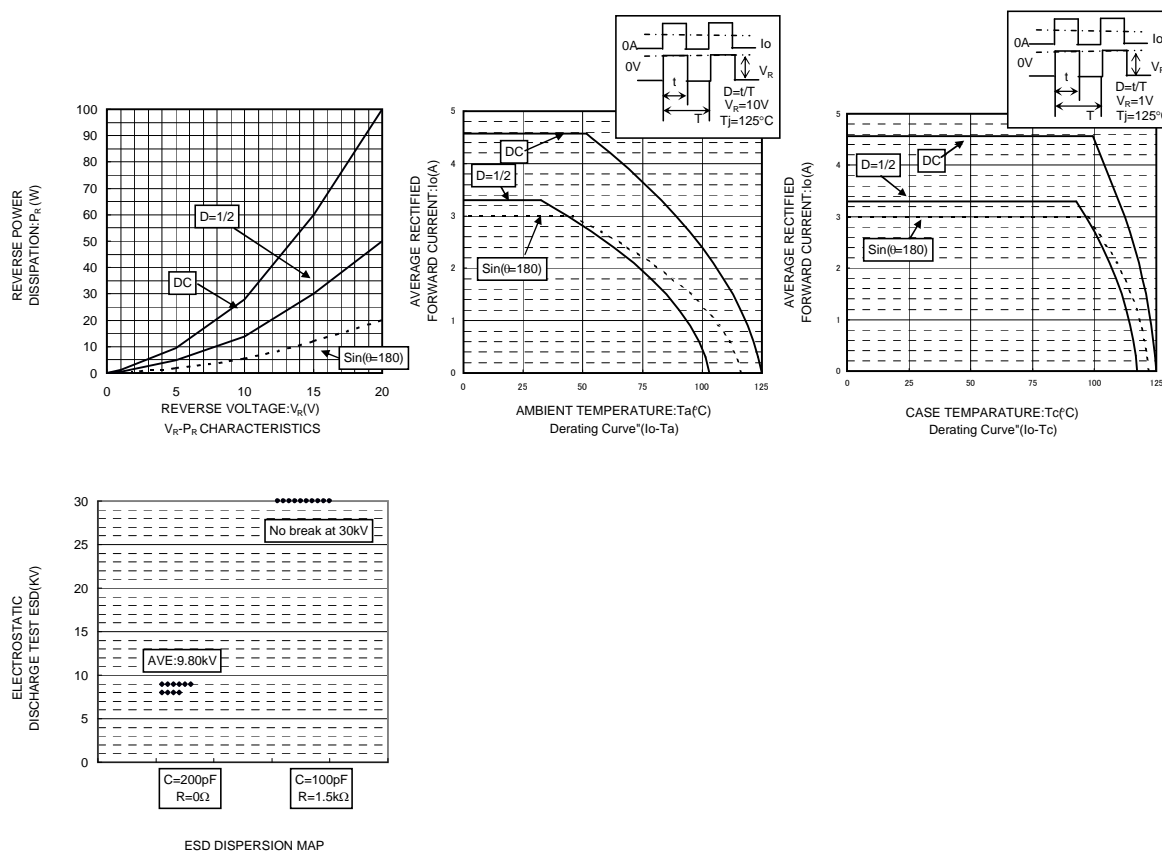 REVERSE POWER
DISSIPATION:PR (W)
100
90
80
70
60
50
40
30
20
10
0
D=1/2
DC
Sin(θ=180)
0 5 10 15 20
REVERSE VOLTAGE:VR(V)
VR-PR CHARACTERISTICS
0A
0V
Io
VR
t
T
D=t/T
VR=10V
Tj=125°C
AVERAGE RECTIFIED
FORWARD CURRENT:Io(A)
5
4
3
2
1
0
DC
D=1/2
Sin(θ=180)
0 25 50 75 100 125
AMBIENT TEMPERATURE:Ta(°C)
Derating Curve"(Io-Ta)
0A
0V
Io
VR
t
T
D=t/T
VR=1V
Tj=125°C
AVERAGE RECTIFIED
FORWARD CURRENT:Io(A)
5
4
3
2
1
0
D=1/2
DC
Sin(θ=180)
0 25 50 75 100 125
CASE TEMPARATURE:Tc(°C)
Derating Curve"(Io-Tc)
ELECTROSTATIC
DISCHARGE TEST ESD(KV)
30
25
20
15
10
5
0
No break at 30kV
AVE:9.80kV
C=200pF
R=0Ω
C=100pF
R=1.5kΩ
ESD DISPERSION MAP